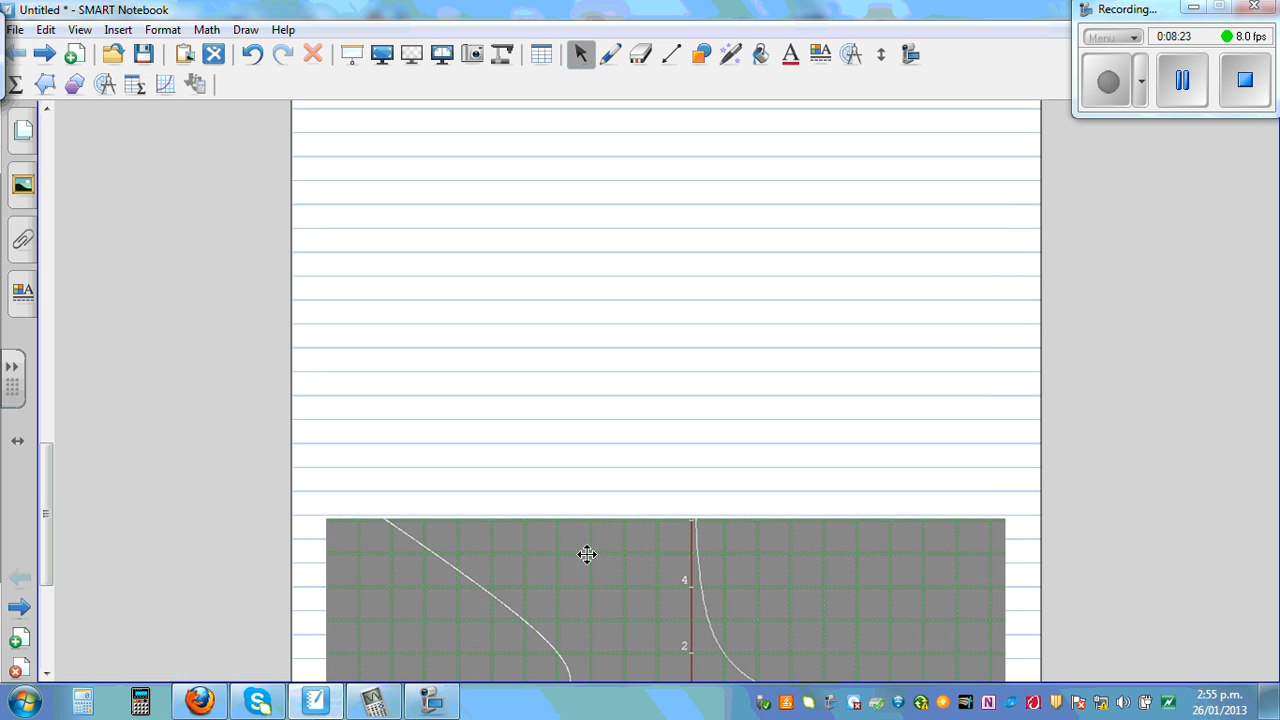 Untitled * - SMART Notebook
Recording...
File Edit View Insert Format Math Draw Help
Menu 0:08:23 8.0 fps
4
2
2:55 p.m.
26/01/2013